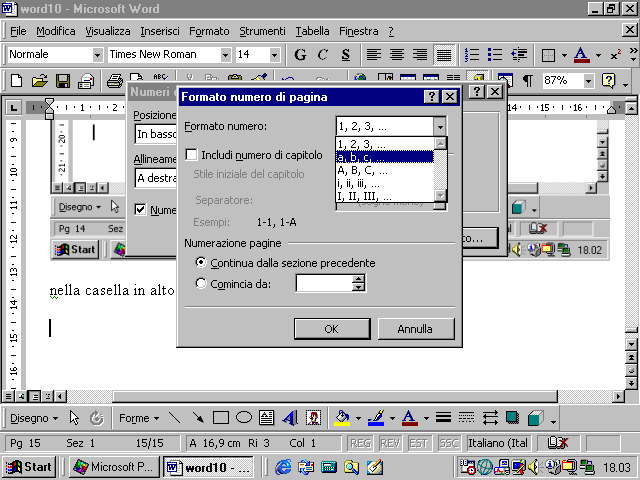 word10 - Microsoft Word
File Modifica Visualizza Inserisci Formato Strumenti Tabella Finestra ?
Normale Times New Roman 14 G C S
87%
Numeri d
Formato numero di pagina
Posizione
In basso
Allineame
A destra
Nume
Formato numero: 1, 2, 3, ...
1, 2, 3, ...
a, b, c, ...
A, B, C, ...
i, ii, iii, ...
I, II, III, ...
Includi numero di capitolo
Stile iniziale del capitolo
Separatore:
Esempi: 1-1, 1-A
to...
Numerazione pagine
Continua dalla sezione precedente
Comincia da:
OK Annulla
Disegno
Pg 14 Sez
Start 18.02
nella casella in alto
Disegno Forme
Pg 15 Sez 1 15/15 A 16,9 cm Ri 3 Col 1 REG REV EST SSC Italiano (Ital
Start Microsoft P... word10 - ... 18.03